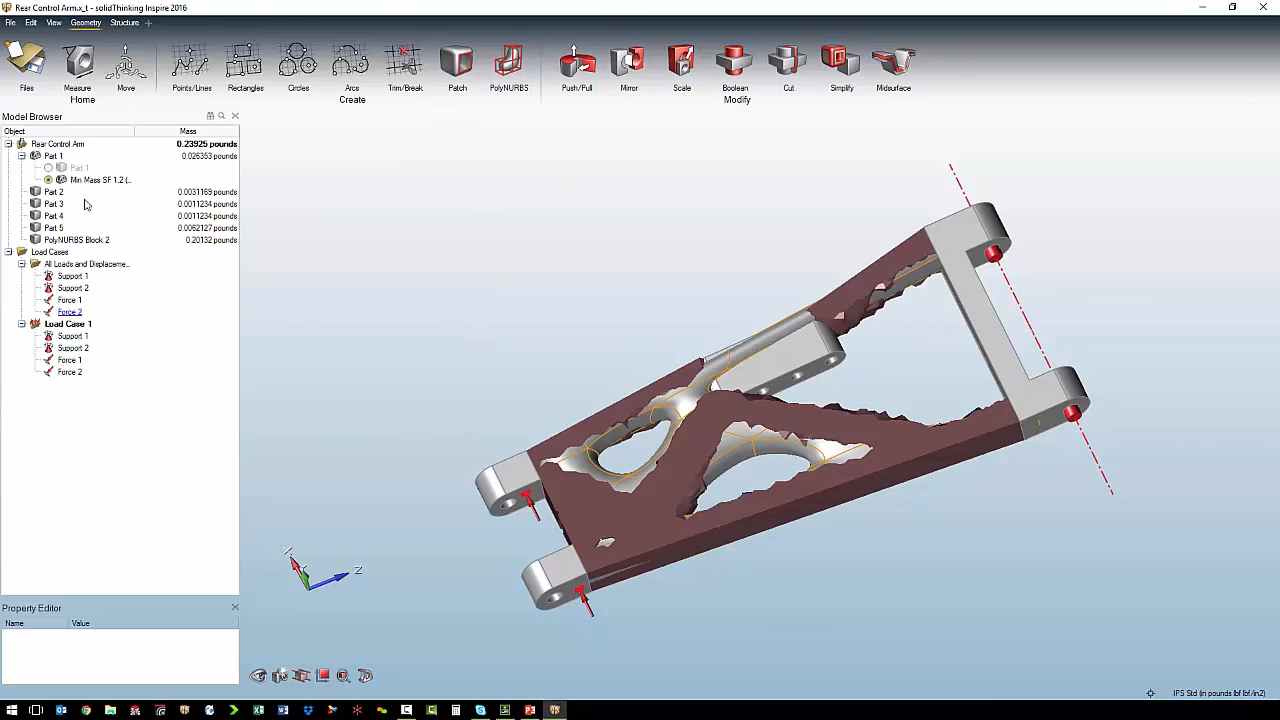 Rear Control Arm.x_t - solidThinking Inspire 2016
File Edit View Geometry Structure +
Files Measure Move Points/Lines Rectangles Circles Arcs Trim/Break Patch PolyNURBS Push/Pull Mirror Scale Boolean Cut Simplify Midsurface
Home Create Modify
Model Browser
Object Mass
Rear Control Arm 0.23925 pounds
Part 1 0.026353 pounds
Part 1
Min Mass SF 1.2 (...
Part 2 0.0031169 pounds
Part 3 0.0011234 pounds
Part 4 0.0011234 pounds
Part 5 0.0062127 pounds
PolyNURBS Block 2 0.20132 pounds
Load Cases
All Loads and Displaceme...
Support 1
Support 2
Force 1
Force 2
Load Case 1
Support 1
Support 2
Force 1
Force 2
X
Y
Z
Property Editor
Name Value
IPS Std (in pounds lbf lbf/in2)